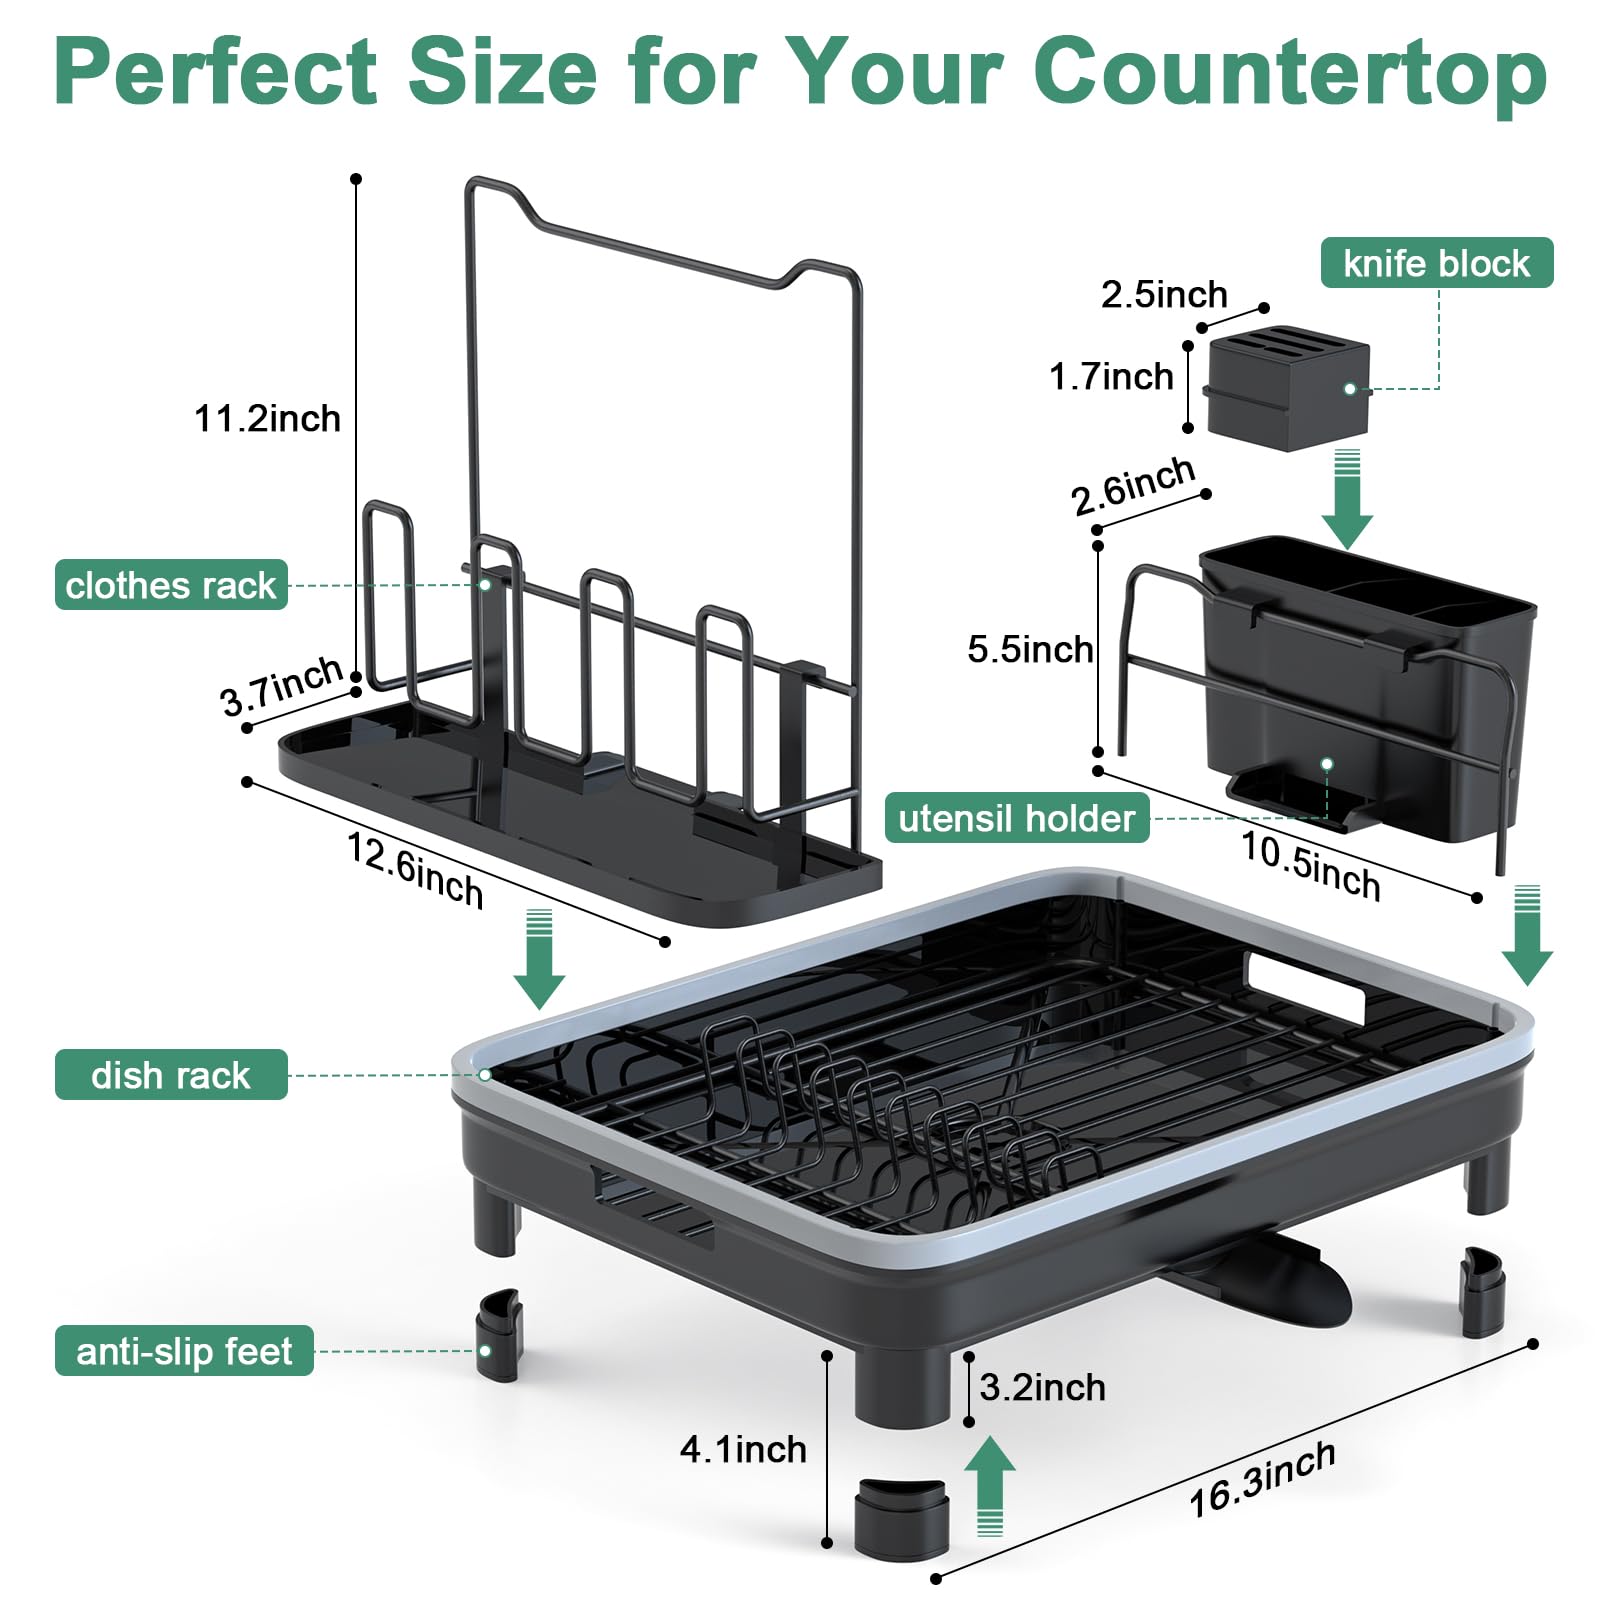 Perfect Size for Your Countertop
knife block
2.5inch
1.7inch
11.2inch
2.6inch
clothes rack
5.5inch
3.7inch
utensil holder
12.6inch
10.5inch
dish rack
anti-slip feet
3.2inch
4.1inch
16.3inch